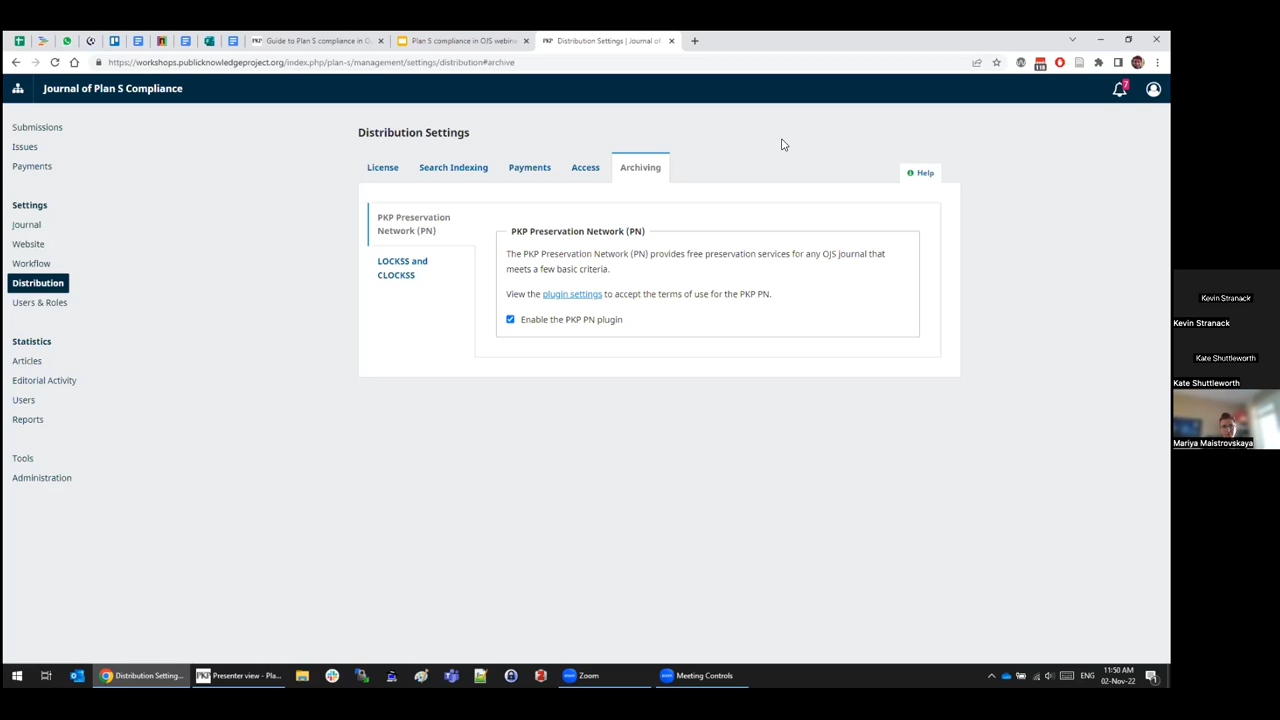 Guide to Plan S compliance in O
Plan S compliance in OJS webina
PKP Distribution Settings | Journal of
https://workshops.publicknowledgeproject.org/index.php/plan-s/management/settings/distribution#archive
118
Journal of Plan S Compliance
7
Submissions
Issues
Payments
Settings
Journal
Website
Workflow
Distribution
Users & Roles
Statistics
Articles
Editorial Activity
Users
Reports
Tools
Administration
Distribution Settings
License
Search Indexing
Payments
Access
Archiving
Help
PKP Preservation
Network (PN)
LOCKSS and
CLOCKSS
PKP Preservation Network (PN)
The PKP Preservation Network (PN) provides free preservation services for any OJS journal that
meets a few basic criteria.
View the plugin settings to accept the terms of use for the PKP PN.
Enable the PKP PN plugin
Kevin Stranack
Kevin Stranack
Kate Shuttleworth
Kate Shuttleworth
Mariya Maistrovskaya
Distribution Setting...
PKP Presenter view - Pla...
Zoom
Meeting Controls
ENG
11:50 AM
02-Nov-22